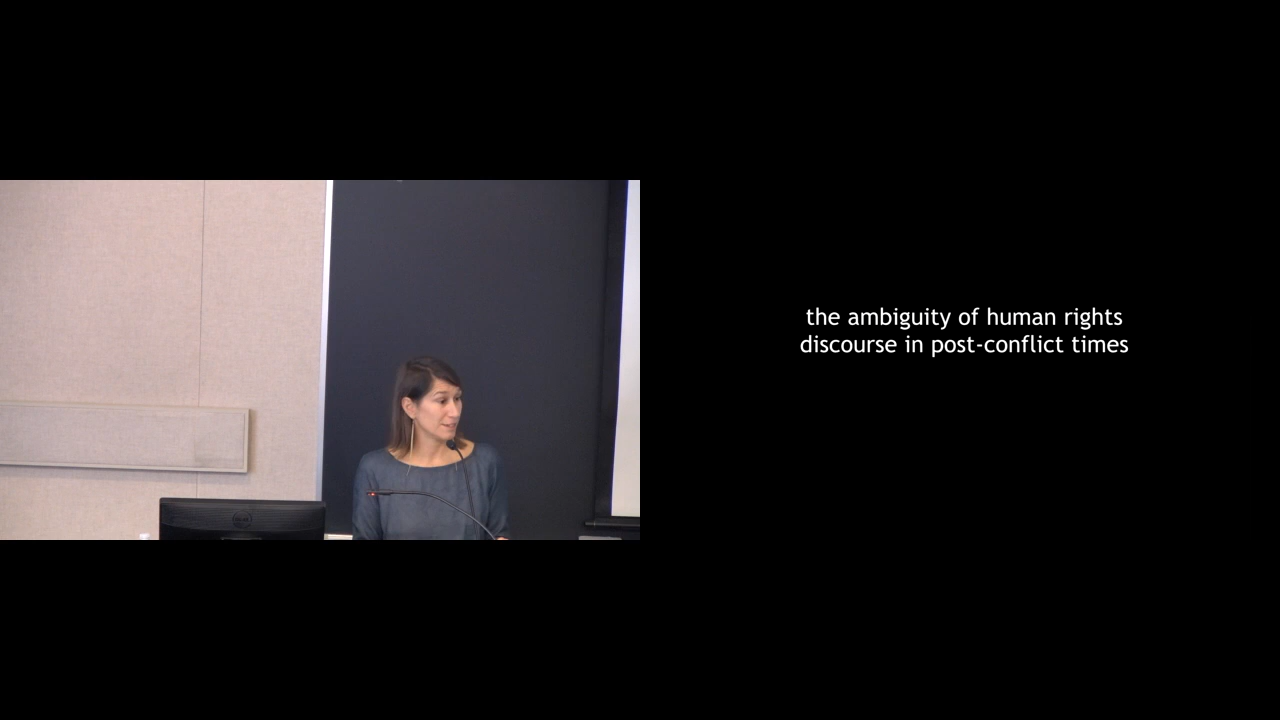 the ambiguity of human rights
discourse in post-conflict times